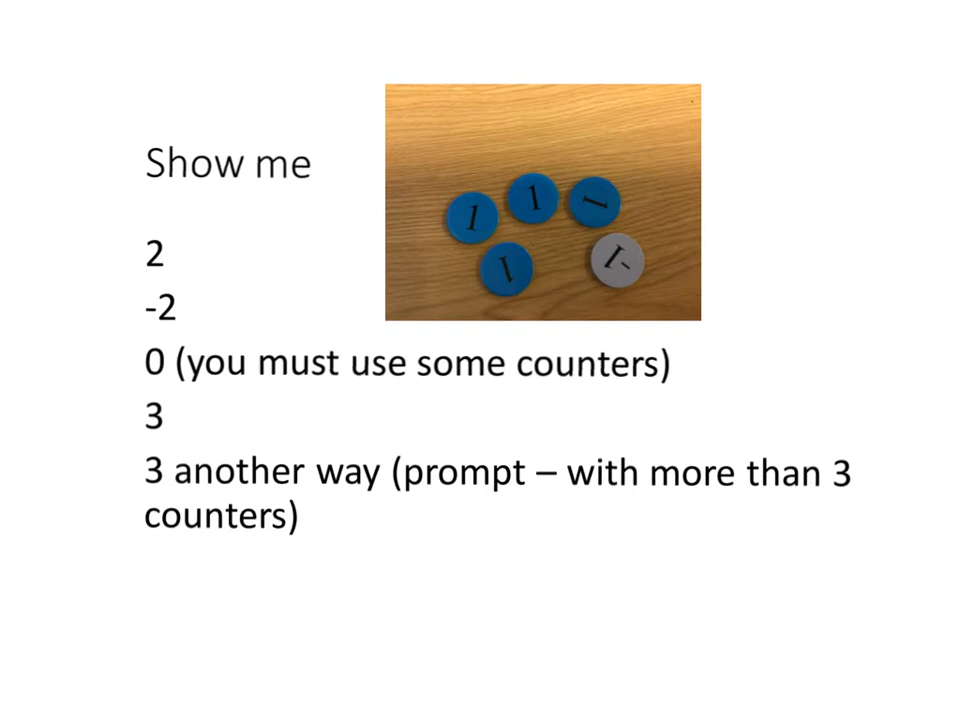 Show me
1 1 1
1 -1
2
-2
0 (you must use some counters)
3
3 another way (prompt – with more than 3
counters)